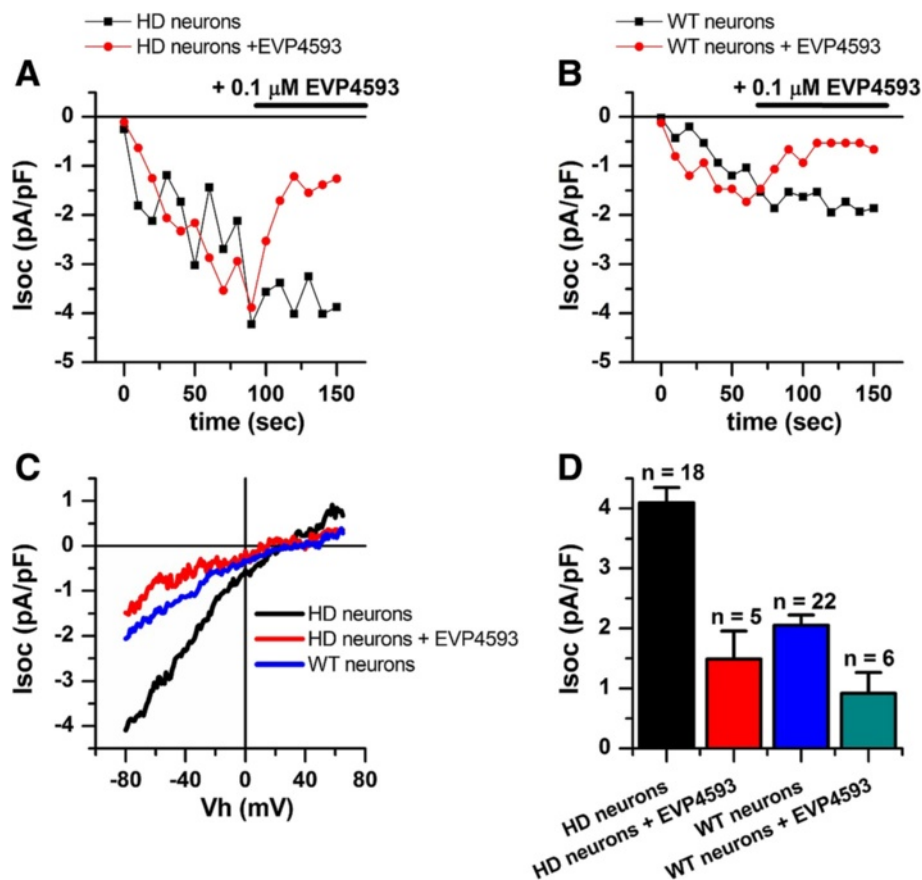 HD neurons
HD neurons +EVP4593
A
+ 0.1 μM EVP4593
0
-1
-2
-3
-4
-5
Isoc (pA/pF)
0 50 100 150
time (sec)
WT neurons
WT neurons + EVP4593
B
+ 0.1 μM EVP4593
0
-1
-2
-3
-4
-5
Isoc (pA/pF)
0 50 100 150
time (sec)
C
1
0
-1
-2
-3
-4
Isoc (pA/pF)
HD neurons
HD neurons + EVP4593
WT neurons
-80 -40 0 40 80
Vh (mV)
D
n = 18
n = 5
n = 22
n = 6
4
3
2
1
0
Isoc (pA/pF)
HD neurons
HD neurons + EVP4593
WT neurons
WT neurons + EVP4593